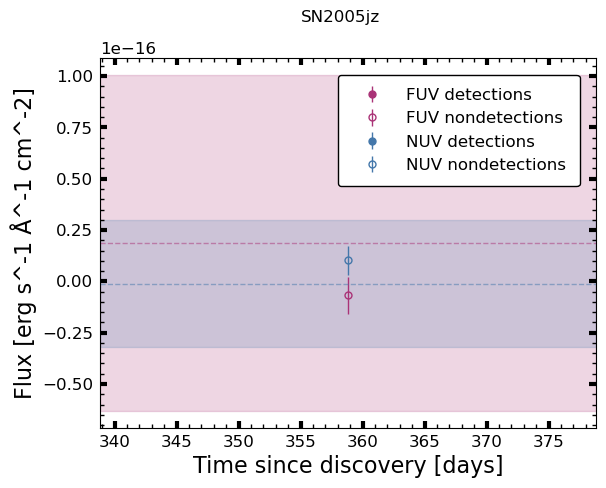 SN2005jz
1e−16
1.00
0.75
0.50
0.25
0.00
−0.25
−0.50
FUV detections
FUV nondetections
NUV detections
NUV nondetections
340 345 350 355 360 365 370 375
Time since discovery [days]
Flux [erg s^-1 Å^-1 cm^-2]